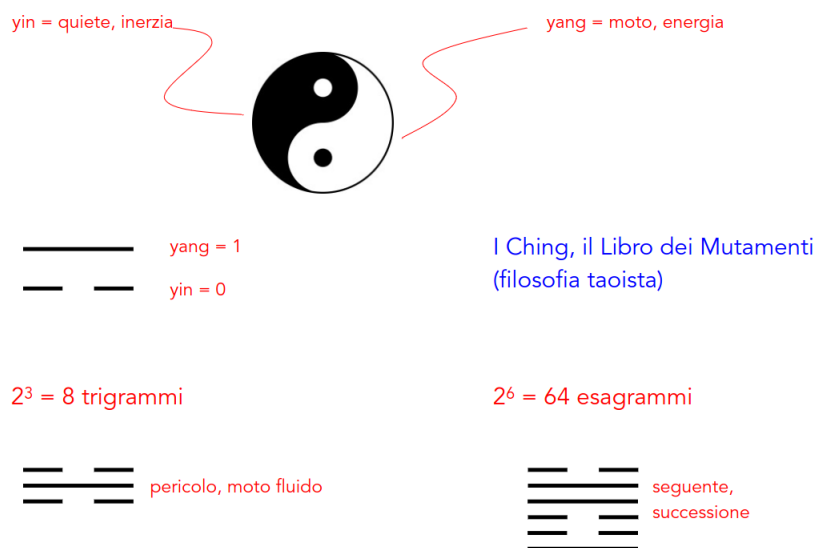 yin = quiete, inerzia
yang = moto, energia
yang = 1
yin = 0
I Ching, il Libro dei Mutamenti
(filosofia taoista)
2³ = 8 trigrammi
2⁶ = 64 esagrammi
pericolo, moto fluido
seguente,
successione